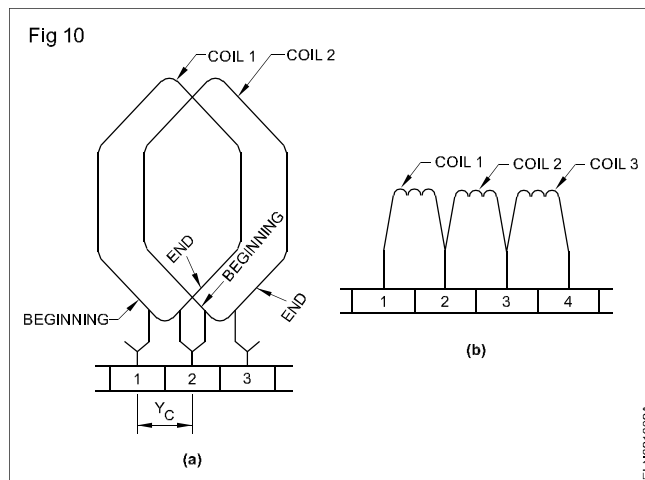 Fig 10
COIL 1
COIL 2
END
BEGINNING
BEGINNING
END
1 2 3
Y_C
(a)
COIL 1
COIL 2
COIL 3
1 2 3 4
(b)